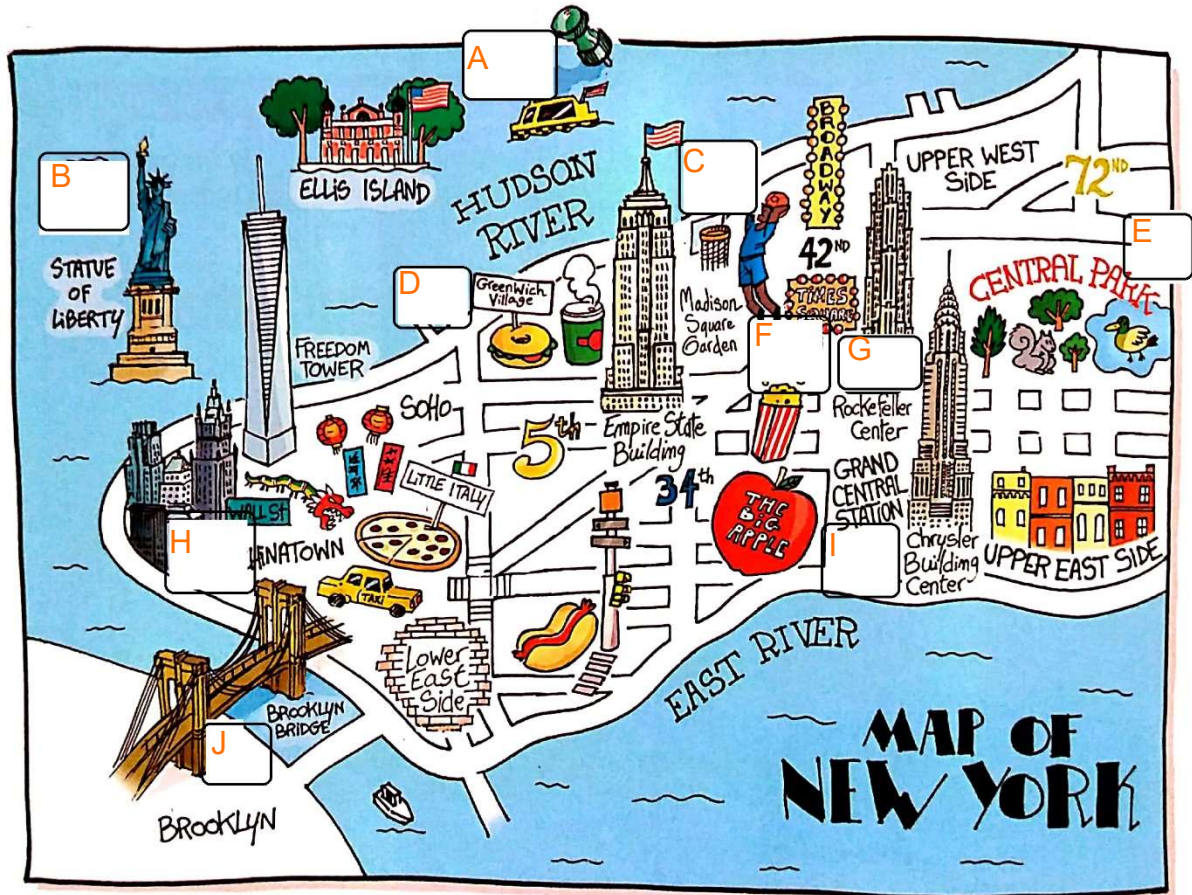 A
B
ELLIS ISLAND
HUDSON
RIVER
C
BROADWAY
UPPER WEST
SIDE
72ND
E
STATUE
OF
LIBERTY
D
GreenWich
Village
Madison
Square
Garden
42ND
TIMES
SQUARE
CENTRAL PARK
FREEDOM
TOWER
F
G
SOHO
5th
Empire State
Building
Rockefeller
Center
34th
LITTLE ITALY
THE
BIG
APPLE
GRAND
CENTRAL
STATION
WALL St
H
HINATOWN
I
Chrysler
Building
Center
UPPER EAST SIDE
TAXI
Lower
East
Side
EAST RIVER
BROOKLYN
BRIDGE
J
BROOKLYN
MAP OF
NEW YORK